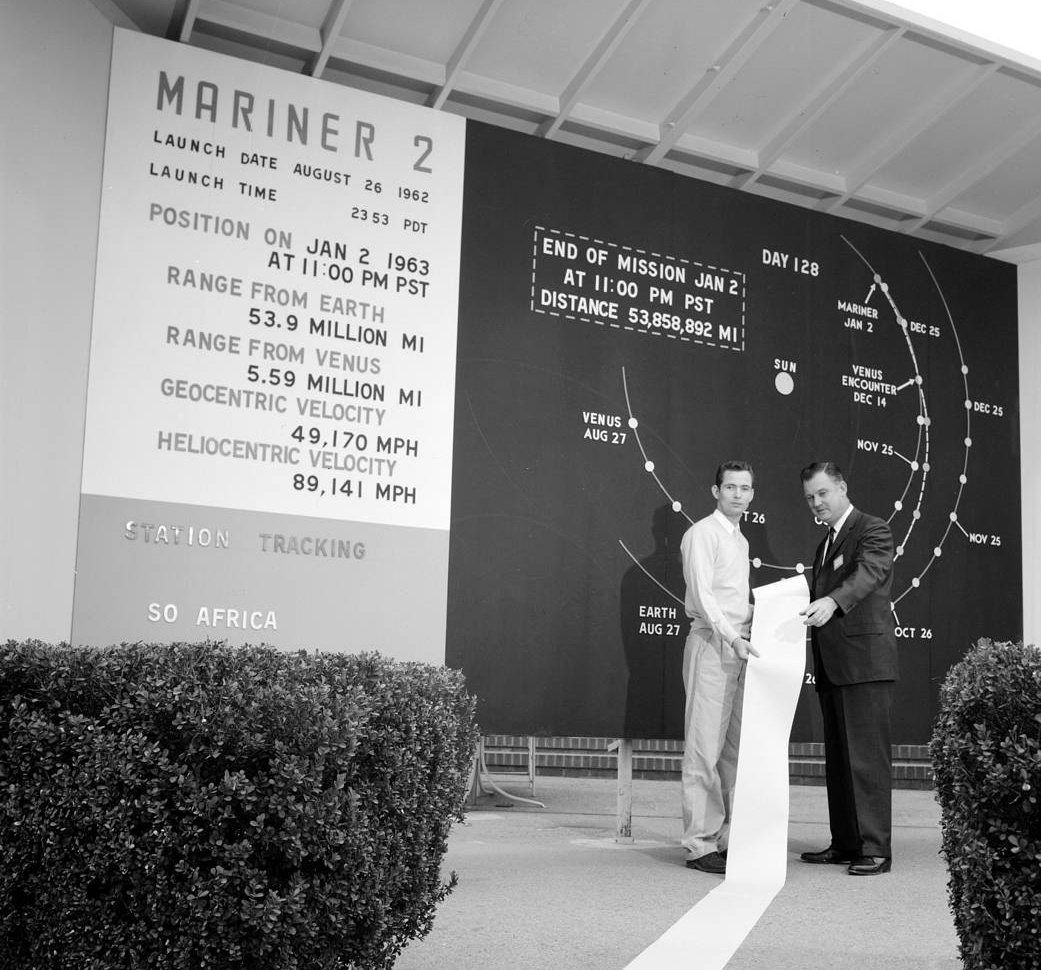 MARINER 2
LAUNCH DATE AUGUST 26 1962
LAUNCH TIME 2353 PDT
POSITION ON JAN 2 1963
AT 11:00 PM PST
RANGE FROM EARTH
53.9 MILLION MI
RANGE FROM VENUS
5.59 MILLION MI
GEOCENTRIC VELOCITY
49,170 MPH
HELIOCENTRIC VELOCITY
89,141 MPH
STATION TRACKING
SO AFRICA
END OF MISSION JAN 2
AT 11:00 PM PST
DISTANCE 53,858,892 MI
DAY 128
MARINER
JAN 2
DEC 25
SUN
VENUS
ENCOUNTER
DEC 14
DEC 25
VENUS
AUG 27
NOV 25
T 26
NOV 25
EARTH
AUG 27
OCT 26